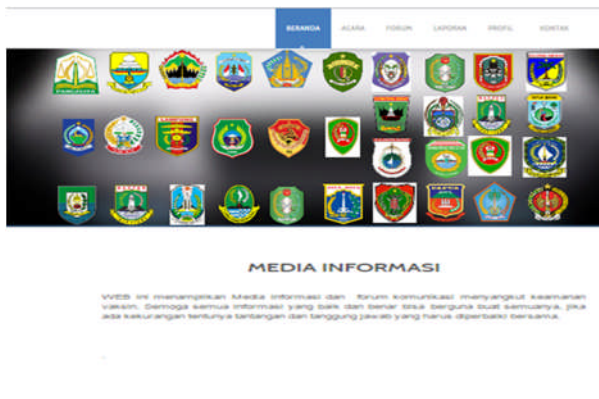 BERANDA ACARA FORUM LAPORAN PROFIL KONTAK
PANCACITA
LAMPUNG
MEDIA INFORMASI
WEB ini menampilkan Media Informasi dan forum komunikasi menyangkut keamanan
vaksin. Semoga semua informasi yang baik dan benar bisa berguna buat semuanya, jika
ada kekurangan tentunya tantangan dan tanggung jawab yang harus diperbaiki bersama.